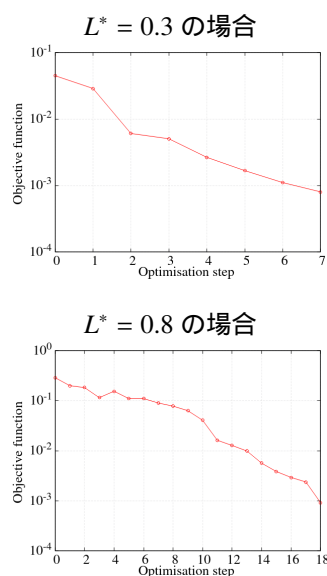 L* = 0.3 の場合
10^-1
10^-2
10^-3
10^-4
Objective function
0 1 2 3 4 5 6 7
Optimisation step
L* = 0.8 の場合
10^0
10^-1
10^-2
10^-3
10^-4
Objective function
0 2 4 6 8 10 12 14 16 18
Optimisation step